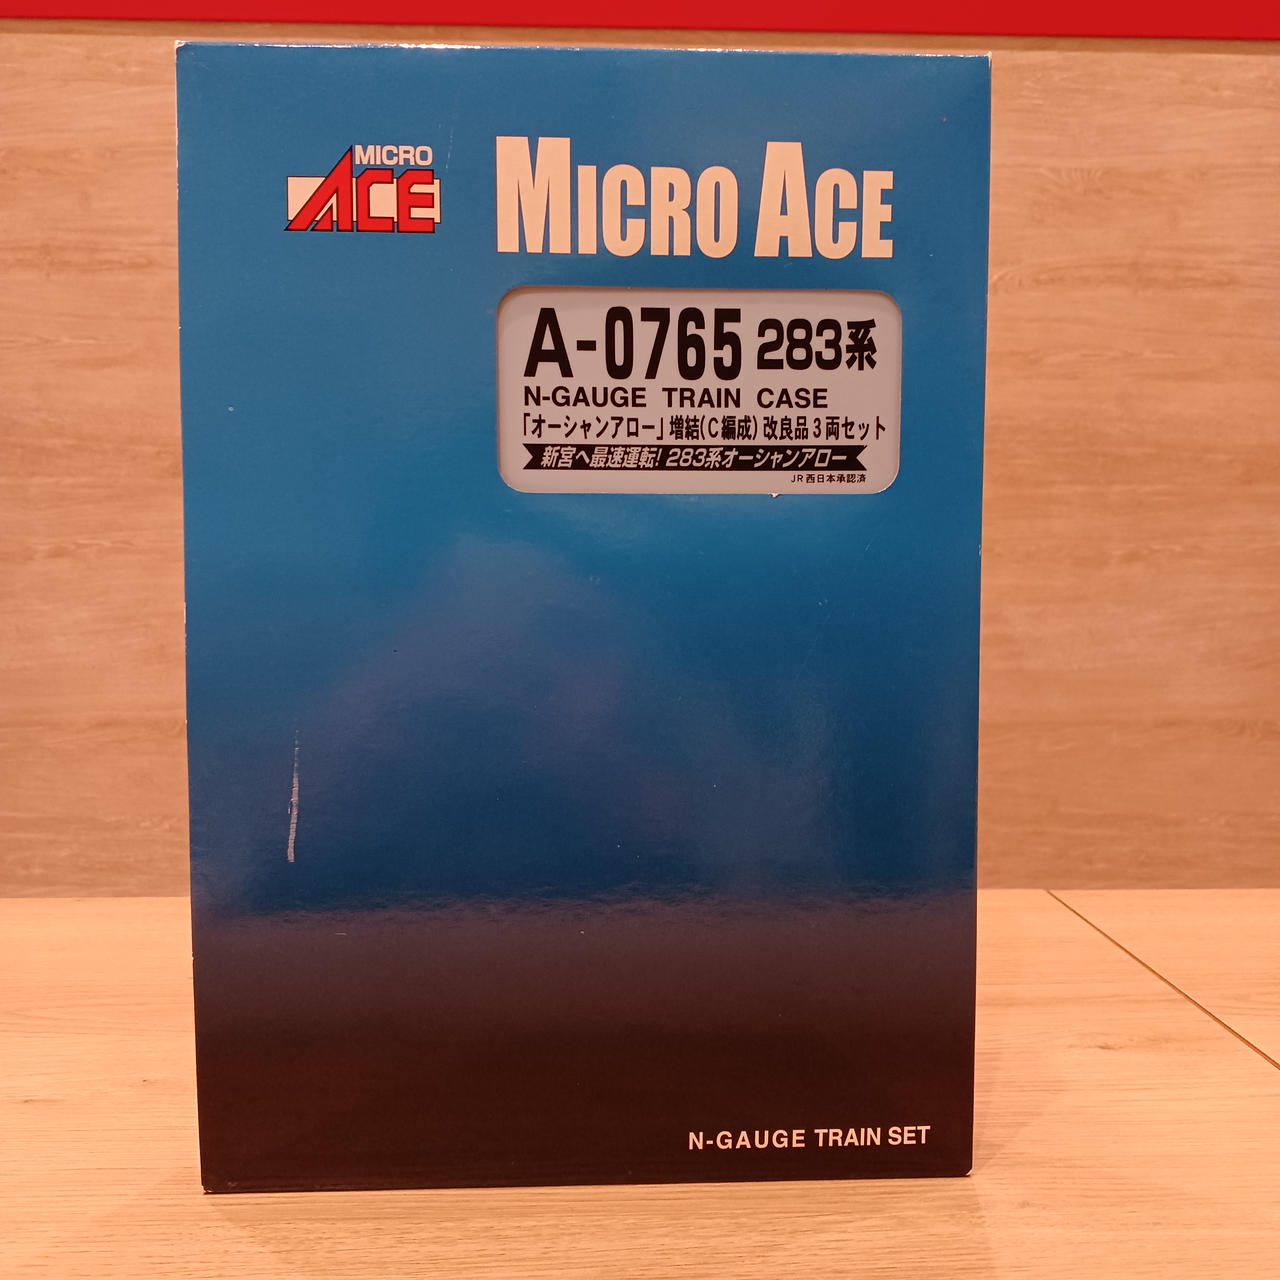 MICRO
ACE
MICRO ACE
A-0765 283系
N-GAUGE TRAIN CASE
「オーシャンアロー」増結(C編成)改良品3両セット
新宮へ最速運転!283系オーシャンアロー
JR西日本承認済
N-GAUGE TRAIN SET